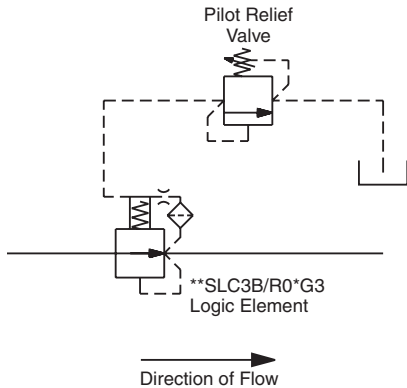 Pilot Relief
Valve
**SLC3B/R0*G3
Logic Element
Direction of Flow